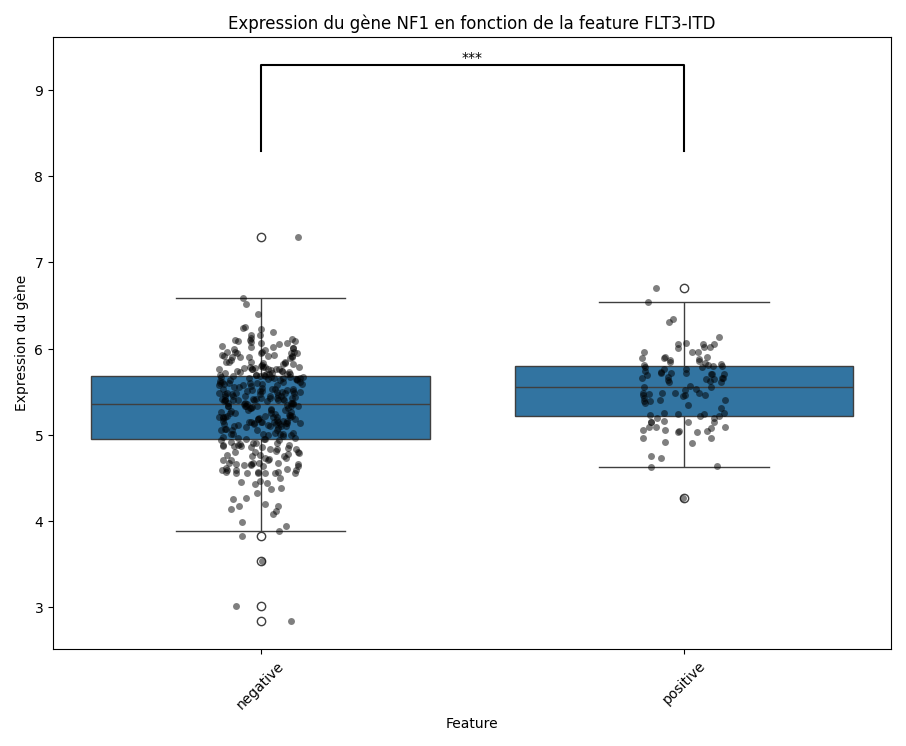 Expression du gène NF1 en fonction de la feature FLT3-ITD
***
9
8
7
6
5
4
3
Expression du gène
negative
positive
Feature